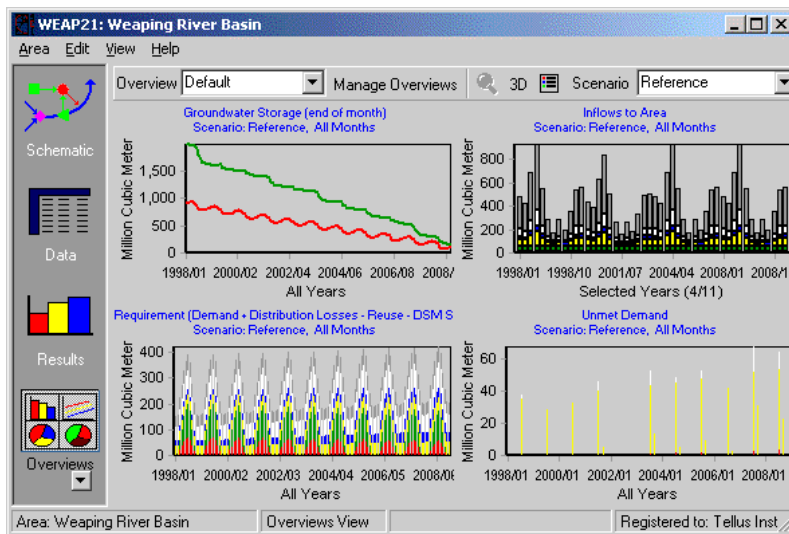 WEAP21: Weaping River Basin
Area Edit View Help
Overview Default Manage Overviews 3D Scenario Reference
Schematic
Data
Results
Overviews
Groundwater Storage (end of month)
Scenario: Reference, All Months
Million Cubic Meter
1,500
1,000
500
0
1998/01 2000/02 2002/04 2004/06 2006/08 2008/
All Years
Inflows to Area
Scenario: Reference, All Months
Million Cubic Meter
800
600
400
200
0
1998/01 1998/10 2001/07 2004/04 2008/01 2008/1
Selected Years (4/11)
Requirement (Demand + Distribution Losses - Reuse - DSM S
Scenario: Reference, All Months
Million Cubic Meter
400
300
200
100
0
1998/01 2000/02 2002/03 2004/04 2006/05 2008/06
All Years
Unmet Demand
Scenario: Reference, All Months
Million Cubic Meter
60
40
20
0
1998/01 2000/01 2002/01 2004/01 2006/01 2008/01
All Years
Area: Weaping River Basin Overviews View Registered to: Tellus Inst